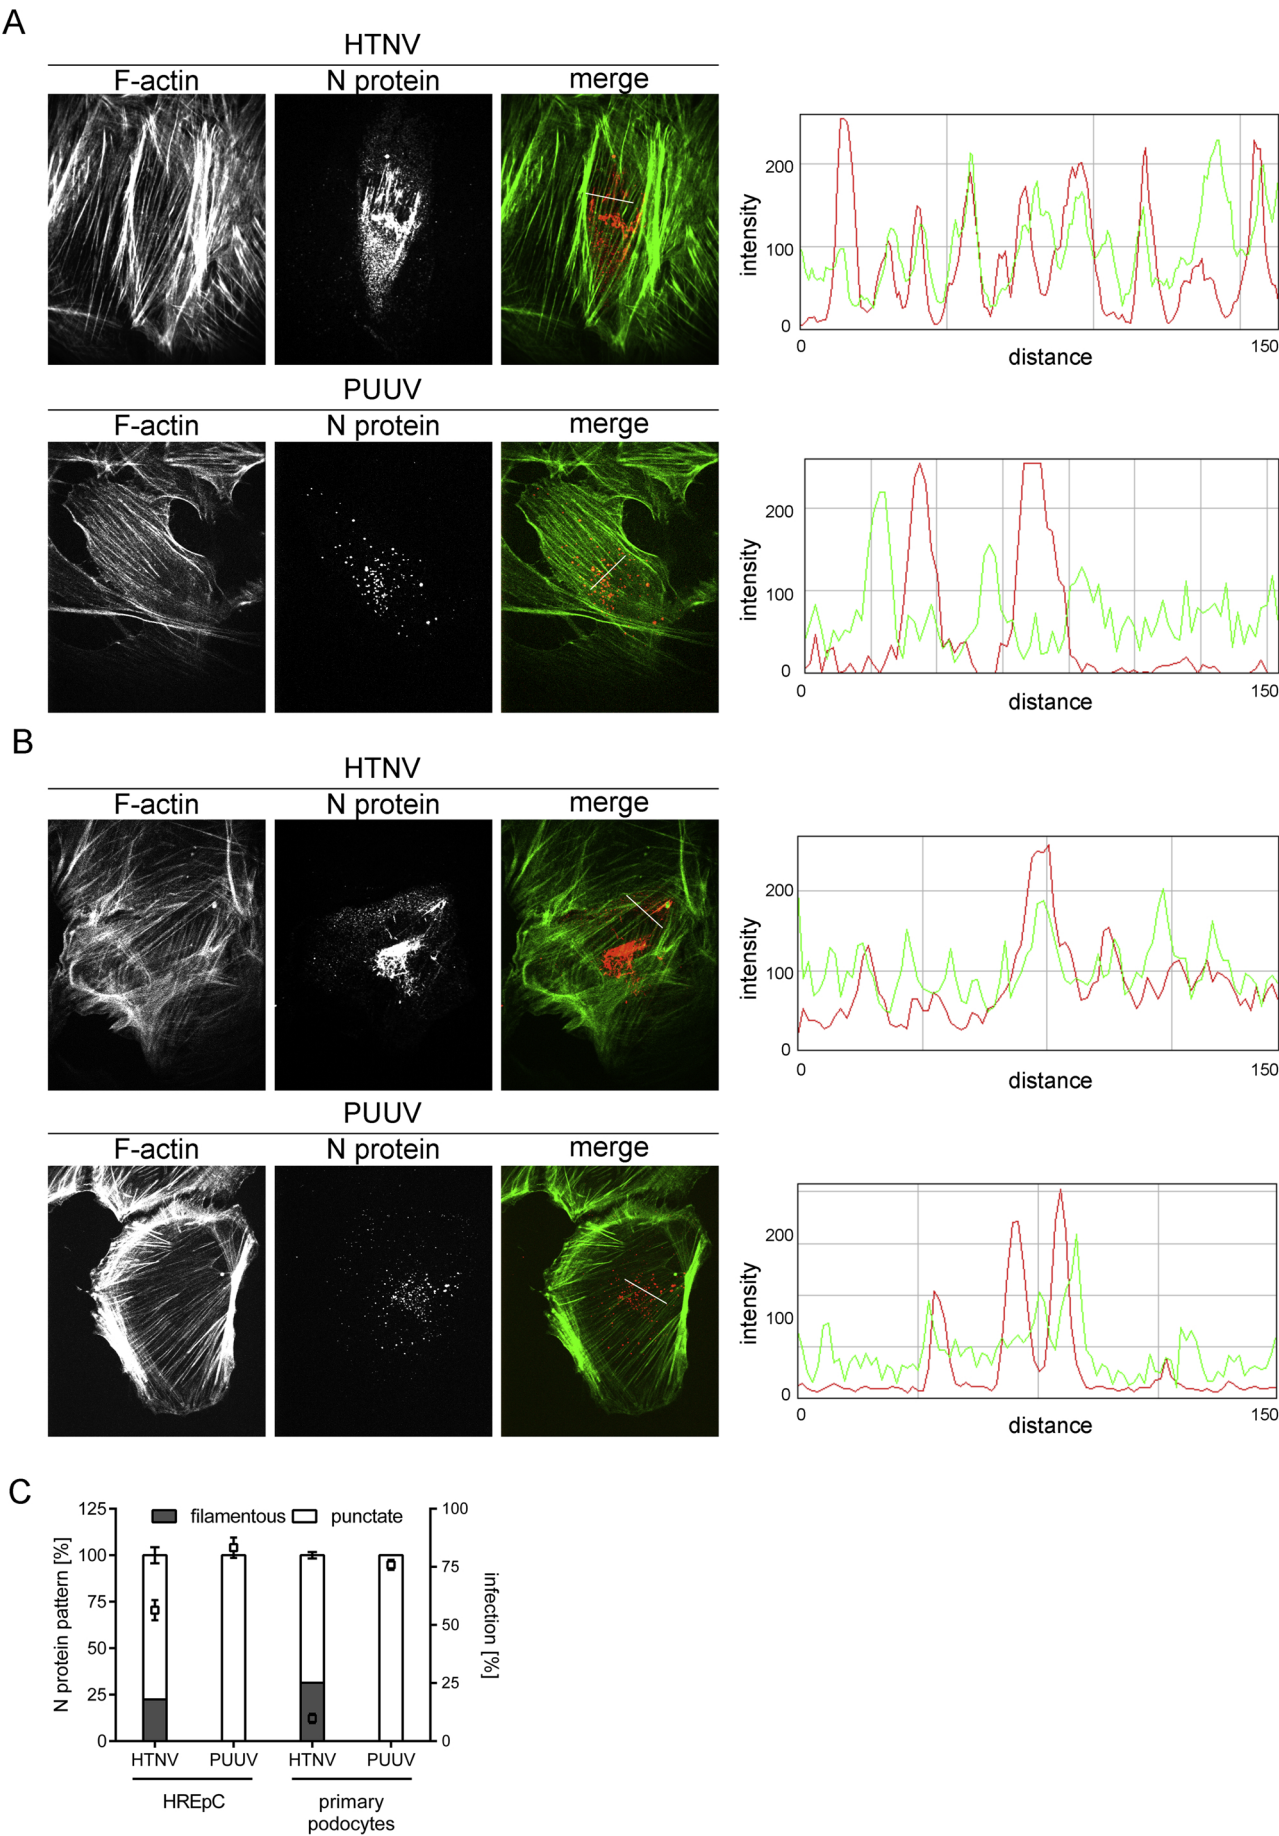 A
HTNV
F-actin N protein merge
200
100
0
intensity
0 150
distance
PUUV
F-actin N protein merge
200
100
0
intensity
0 150
distance
B
HTNV
F-actin N protein merge
200
100
0
intensity
0 150
distance
PUUV
F-actin N protein merge
200
100
0
intensity
0 150
distance
C
filamentous punctate
N protein pattern [%]
125
100
75
50
25
0
100
75
50
25
0
infection [%]
HTNV PUUV HTNV PUUV
HREpC primary
podocytes